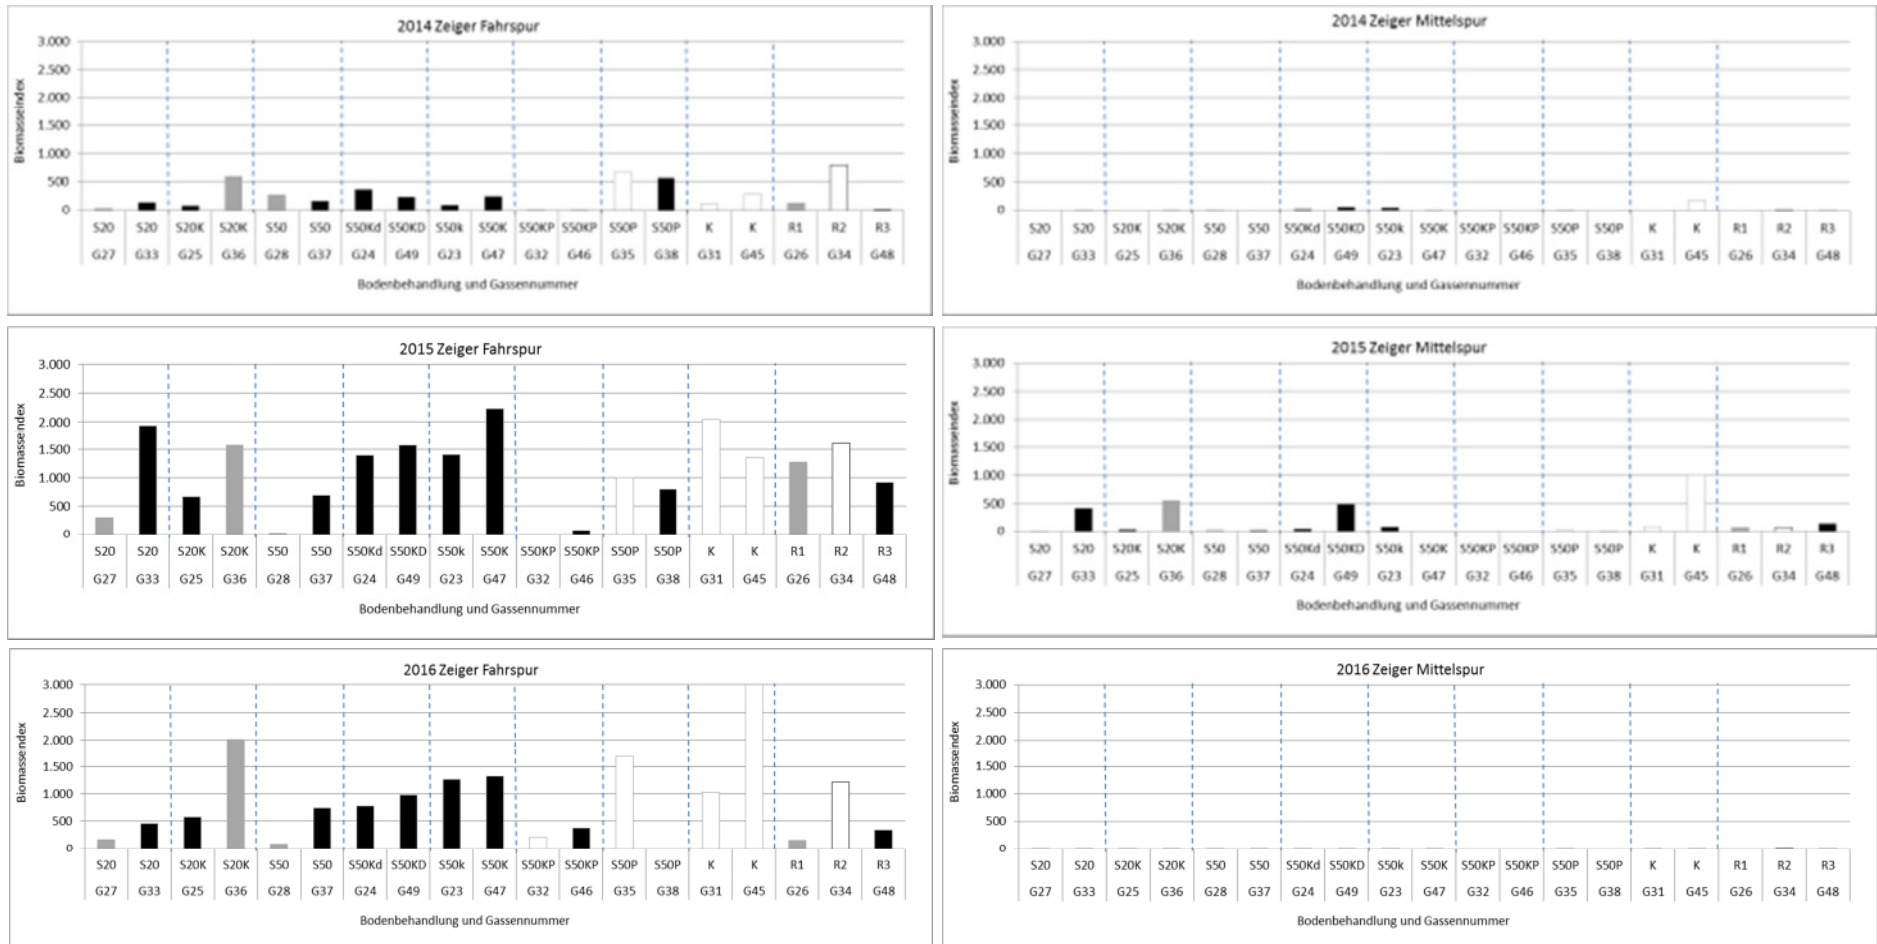 2014 Zeiger Fahrspur
Biomasseindex
3.000
2.500
2.000
1.500
1.000
500
0
S20 S20 S20K S20K S50 S50 S50Kd S50KD S50k S50K S50KP S50KP S50P S50P K K R1 R2 R3
G27 G33 G25 G36 G28 G37 G24 G49 G23 G47 G32 G46 G35 G38 G31 G45 G26 G34 G48
Bodenbehandlung und Gassennummer
2014 Zeiger Mittelspur
Biomasseindex
3.000
2.500
2.000
1.500
1.000
500
0
S20 S20 S20K S20K S50 S50 S50Kd S50KD S50k S50K S50KP S50KP S50P S50P K K R1 R2 R3
G27 G33 G25 G36 G28 G37 G24 G49 G23 G47 G32 G46 G35 G38 G31 G45 G26 G34 G48
Bodenbehandlung und Gassennummer
2015 Zeiger Fahrspur
Biomassendex
3.000
2.500
2.000
1.500
1.000
500
0
S20 S20 S20K S20K S50 S50 S50Kd S50KD S50k S50K S50KP S50KP S50P S50P K K R1 R2 R3
G27 G33 G25 G36 G28 G37 G24 G49 G23 G47 G32 G46 G35 G38 G31 G45 G26 G34 G48
Bodenbehandlung und Gassennummer
2015 Zeiger Mittelspur
Biomasseindex
3.000
2.500
2.000
1.500
1.000
500
0
S20 S20 S20K S20K S50 S50 S50Kd S50KD S50k S50K S50KP S50KP S50P S50P K K R1 R2 R3
G27 G33 G25 G36 G28 G37 G24 G49 G23 G47 G32 G46 G35 G38 G31 G45 G26 G34 G48
Bodenbehandlung und Gassennummer
2016 Zeiger Fahrspur
Biomassendex
3.000
2.500
2.000
1.500
1.000
500
0
S20 S20 S20K S20K S50 S50 S50Kd S50KD S50k S50K S50KP S50KP S50P S50P K K R1 R2 R3
G27 G33 G25 G36 G28 G37 G24 G49 G23 G47 G32 G46 G35 G38 G31 G45 G26 G34 G48
Bodenbehandlung und Gassennummer
2016 Zeiger Mittelspur
Biomassendex
3.000
2.500
2.000
1.500
1.000
500
0
S20 S20 S20K S20K S50 S50 S50Kd S50KD S50k S50K S50KP S50KP S50P S50P K K R1 R2 R3
G27 G33 G25 G36 G28 G37 G24 G49 G23 G47 G32 G46 G35 G38 G31 G45 G26 G34 G48
Bodenbehandlung und Gassennummer